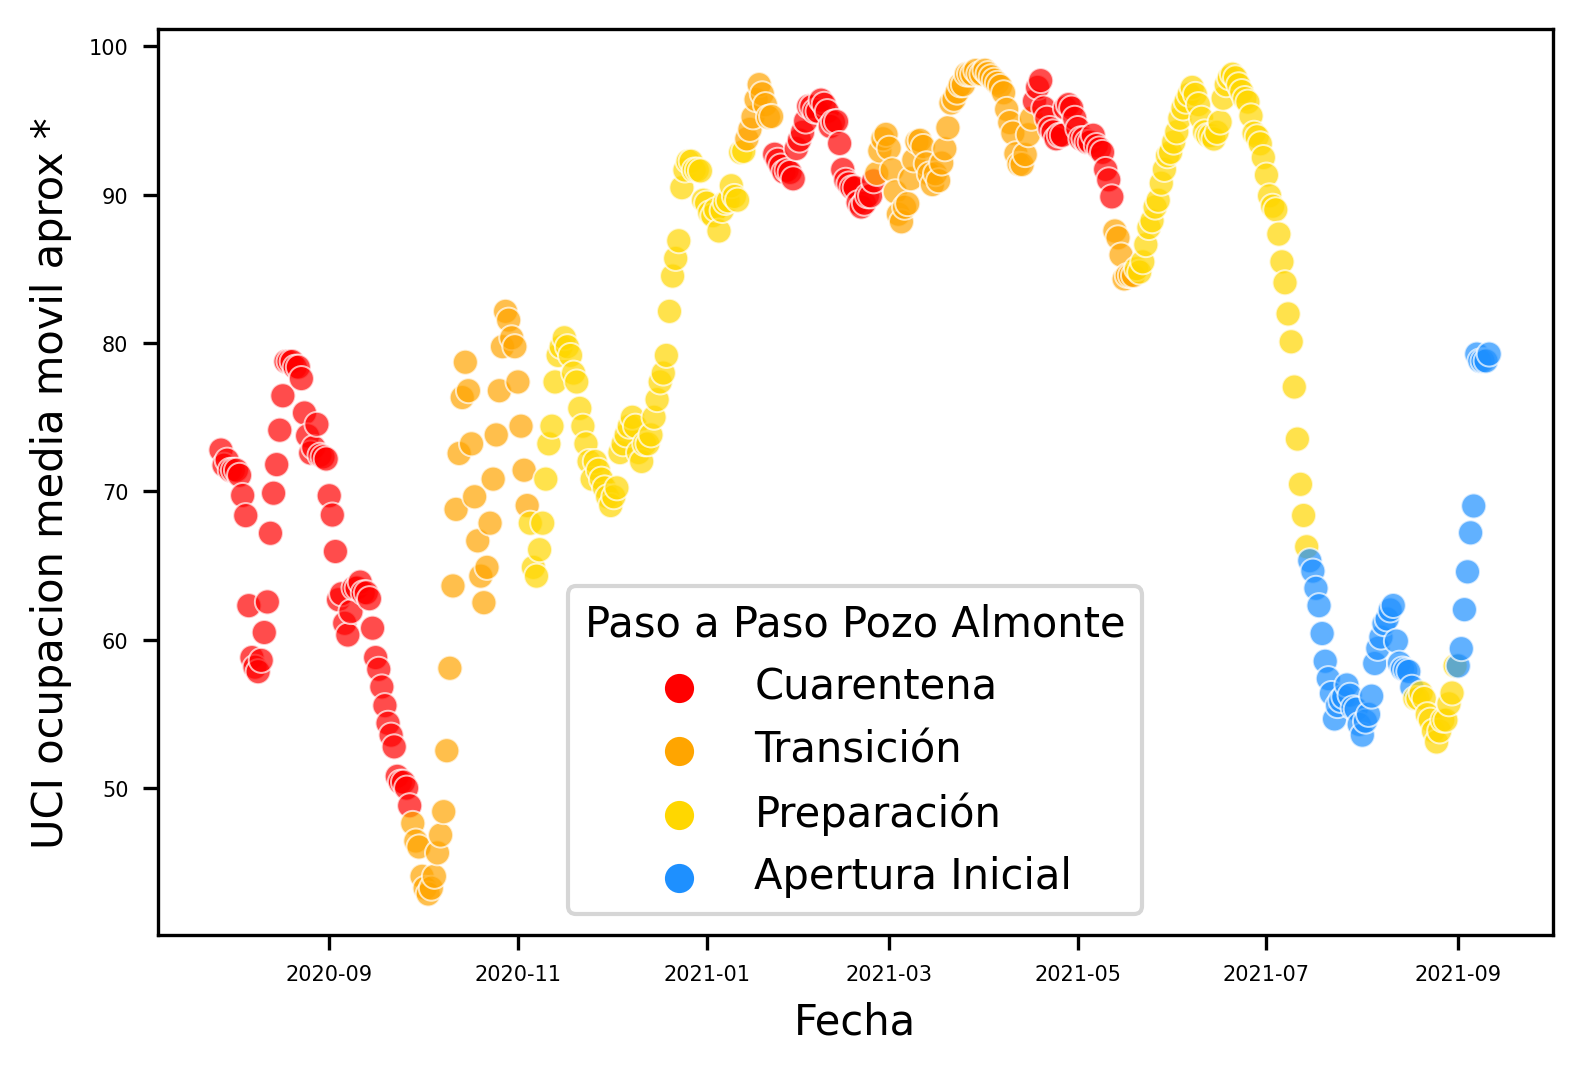 UCI ocupacion media movil aprox *
100
90
80
70
60
50
Paso a Paso Pozo Almonte
Cuarentena
Transición
Preparación
Apertura Inicial
2020-09
2020-11
2021-01
2021-03
2021-05
2021-07
2021-09
Fecha